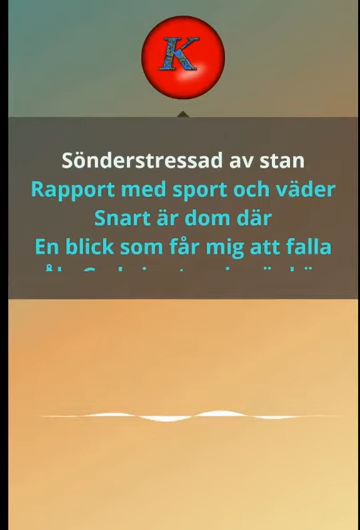 K
Sönderstressad av stan
Rapport med sport och väder
Snart är dom där
En blick som får mig att falla